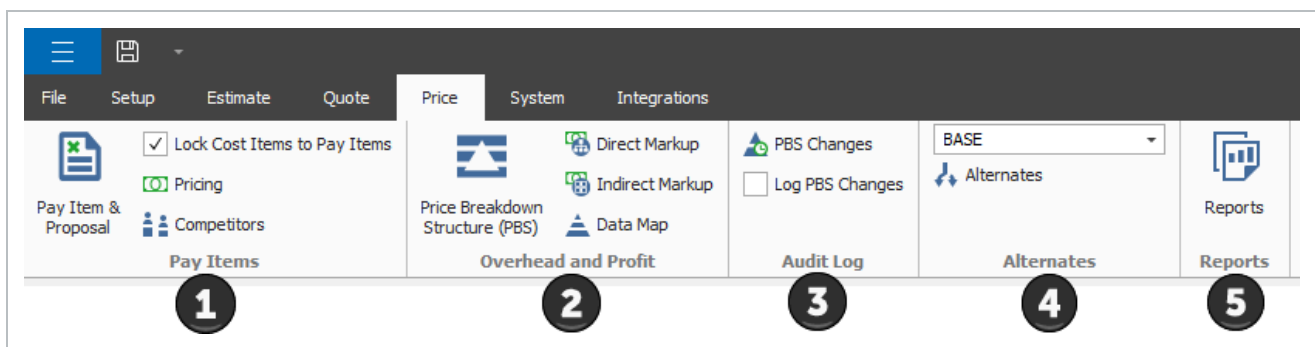 File Setup Estimate Quote Price System Integrations
Pay Item &
Proposal
Lock Cost Items to Pay Items
Pricing
Competitors
Pay Items
Price Breakdown
Structure (PBS)
Direct Markup
Indirect Markup
Data Map
Overhead and Profit
PBS Changes
Log PBS Changes
Audit Log
BASE
Alternates
Alternates
Reports
Reports
1 2 3 4 5